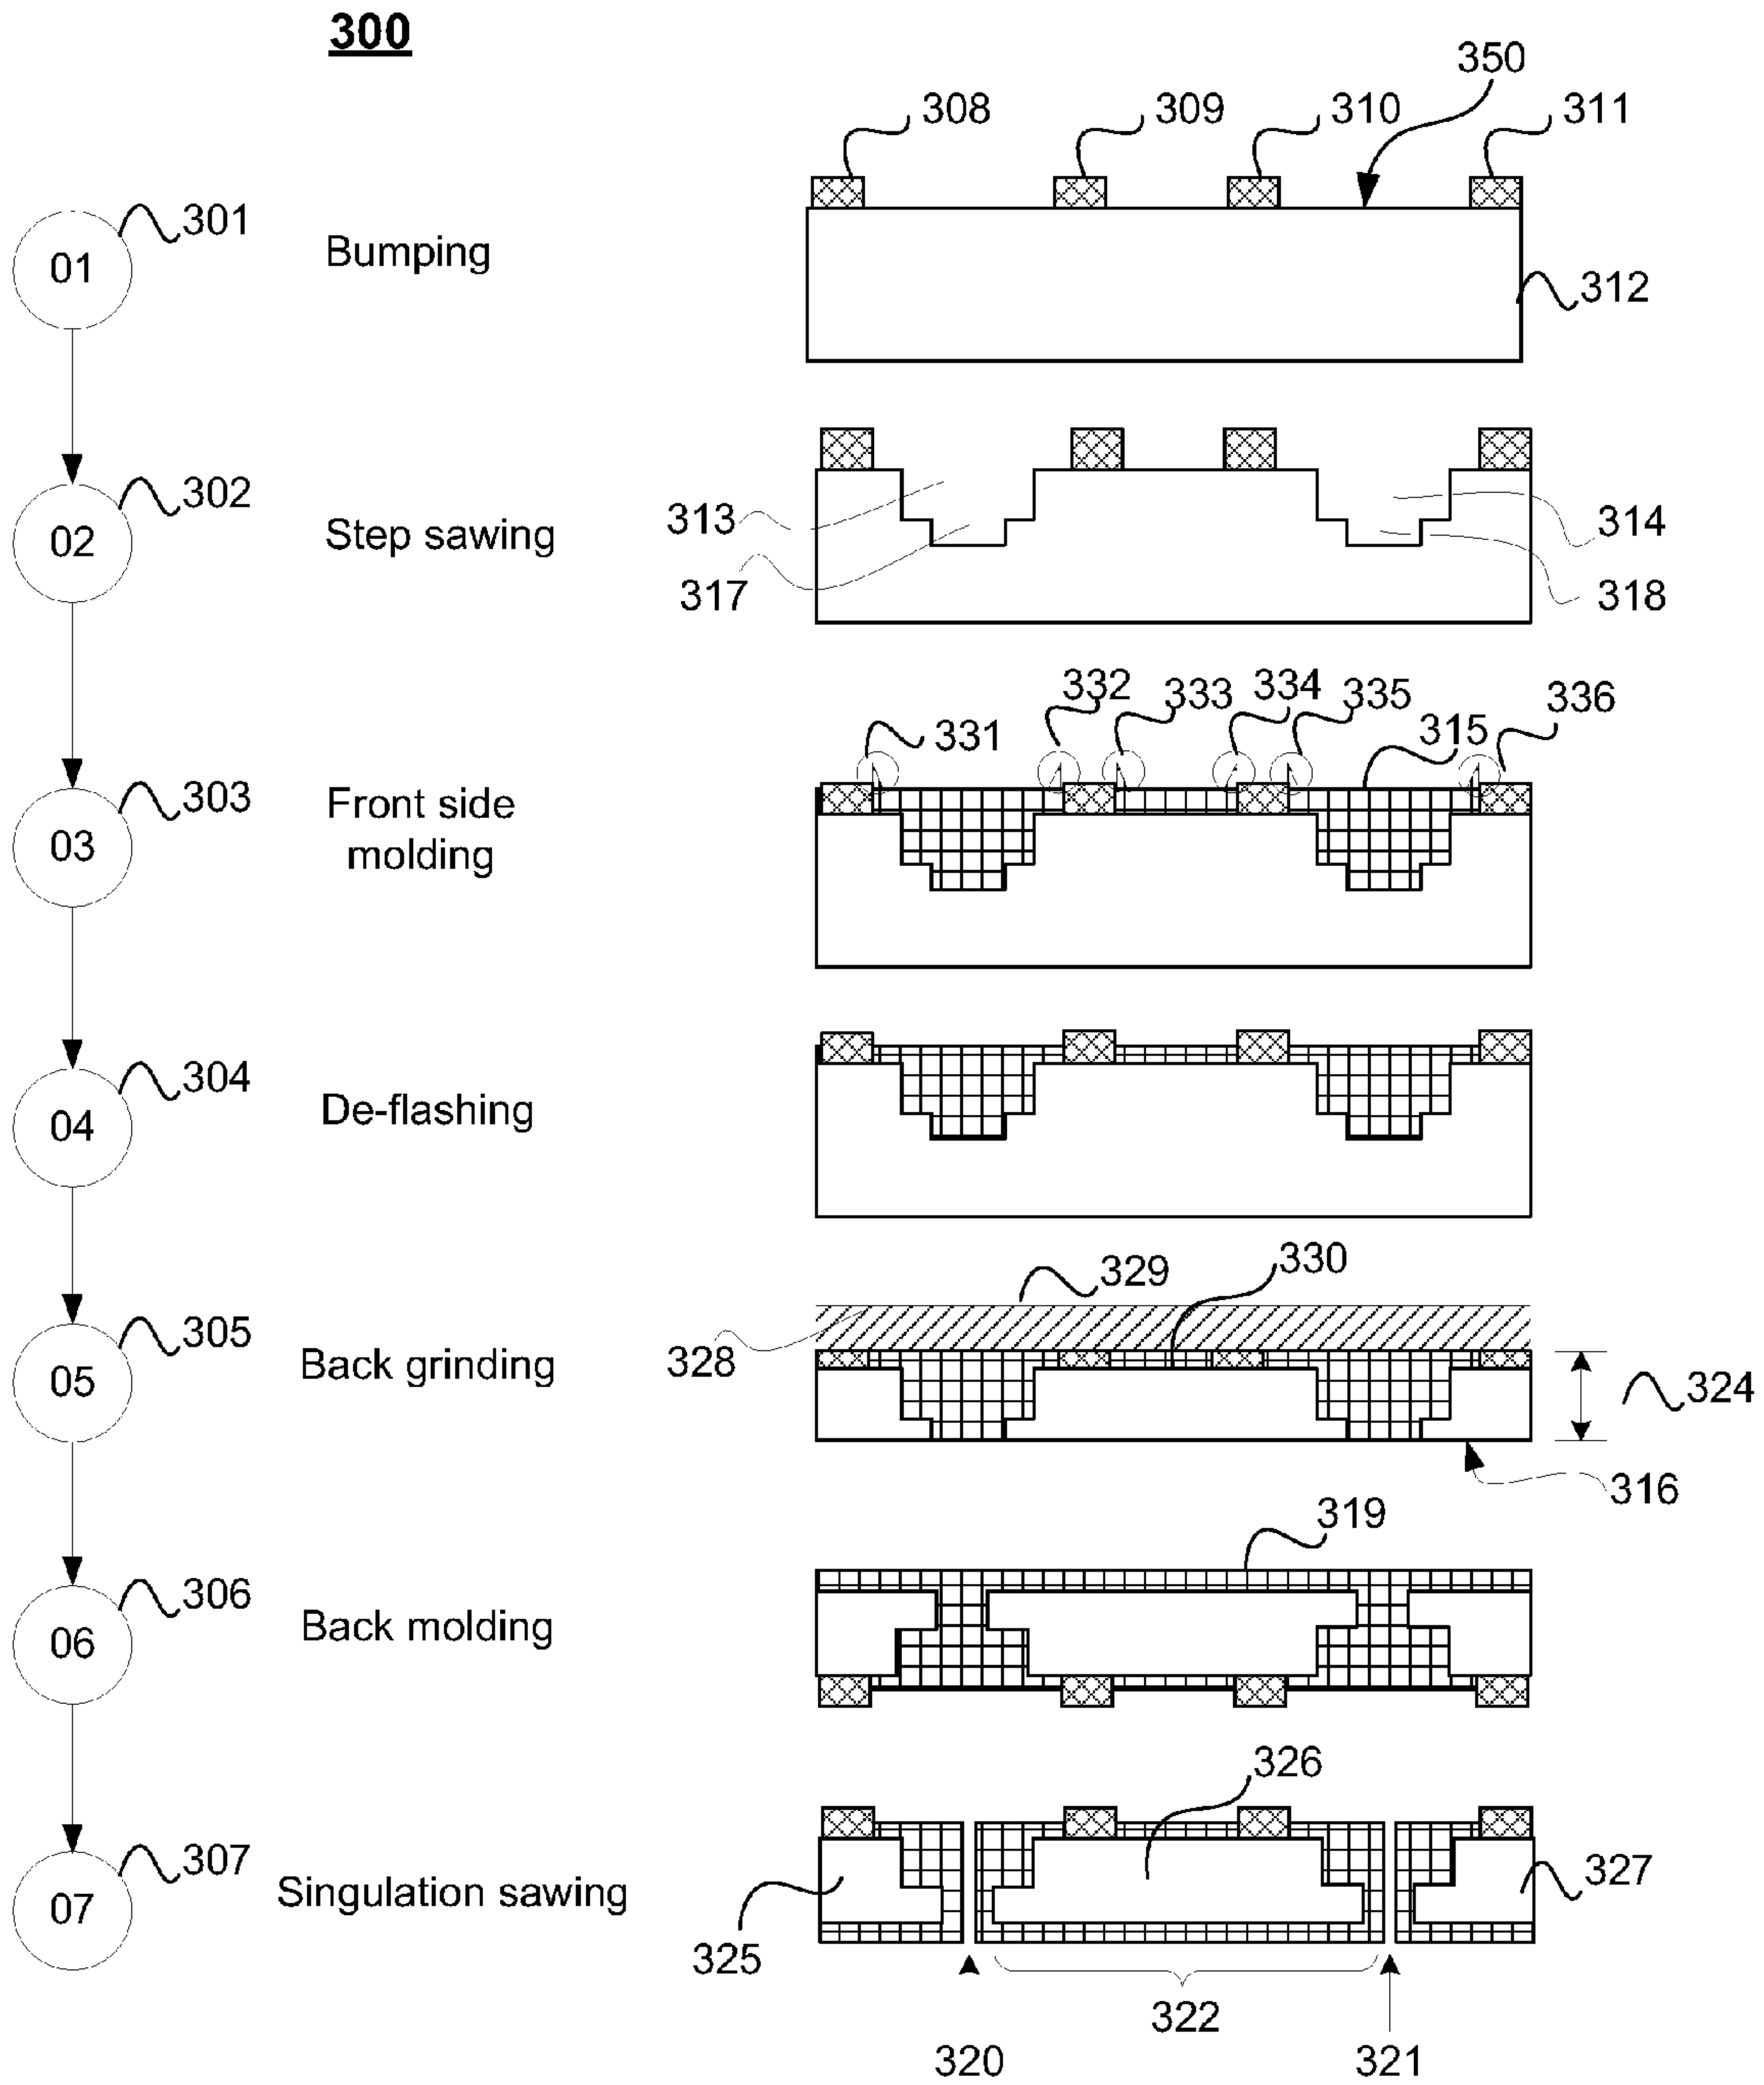 300
350
308 309 310 311
301
01 Bumping
312
302
02 Step sawing
313 314
317 318
332 333 334 335 336
331 315
303
03 Front side
molding
304
04 De-flashing
329 330
305
05 Back grinding
328 324
316
319
306
06 Back molding
326
307
07 Singulation sawing
327
325
322
320 321